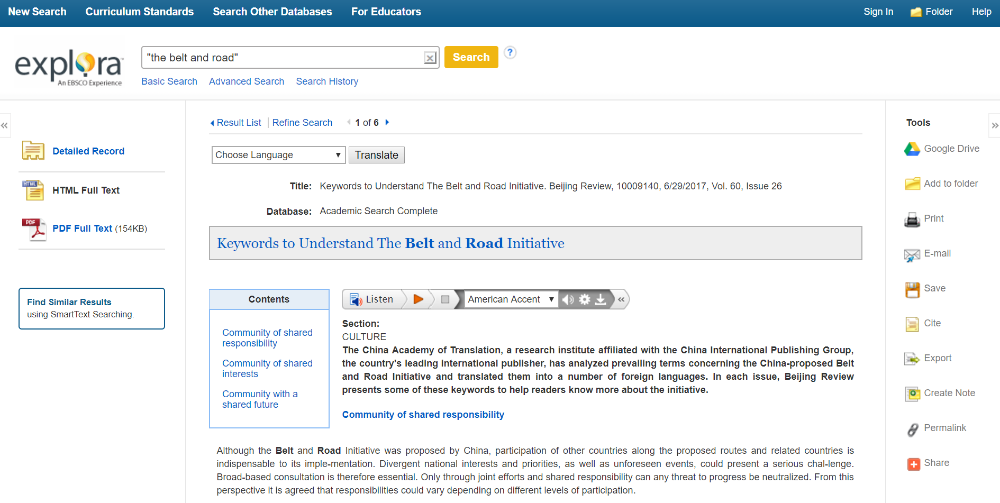 New Search Curriculum Standards Search Other Databases For Educators Sign In Folder Help
explora
An EBSCO Experience
"the belt and road" Search ?
Basic Search Advanced Search Search History
Detailed Record
HTML
HTML Full Text
PDF
PDF Full Text (154KB)
Find Similar Results
using SmartText Searching.
Result List Refine Search 1 of 6
Choose Language Translate
Title: Keywords to Understand The Belt and Road Initiative. Beijing Review, 10009140, 6/29/2017, Vol. 60, Issue 26
Database: Academic Search Complete
Keywords to Understand The Belt and Road Initiative
Contents
Community of shared
responsibility
Community of shared
interests
Community with a
shared future
Listen American Accent «
Section:
CULTURE
The China Academy of Translation, a research institute affiliated with the China International Publishing Group,
the country's leading international publisher, has analyzed prevailing terms concerning the China-proposed Belt
and Road Initiative and translated them into a number of foreign languages. In each issue, Beijing Review
presents some of these keywords to help readers know more about the initiative.
Community of shared responsibility
Although the Belt and Road Initiative was proposed by China, participation of other countries along the proposed routes and related countries is
indispensable to its imple-mentation. Divergent national interests and priorities, as well as unforeseen events, could present a serious chal-lenge.
Broad-based consultation is therefore essential. Only through joint efforts and shared responsibility can any threat to progress be neutralized. From this
perspective it is agreed that responsibilities could vary depending on different levels of participation.
Tools
Google Drive
Add to folder
Print
E-mail
Save
Cite
Export
Create Note
Permalink
Share